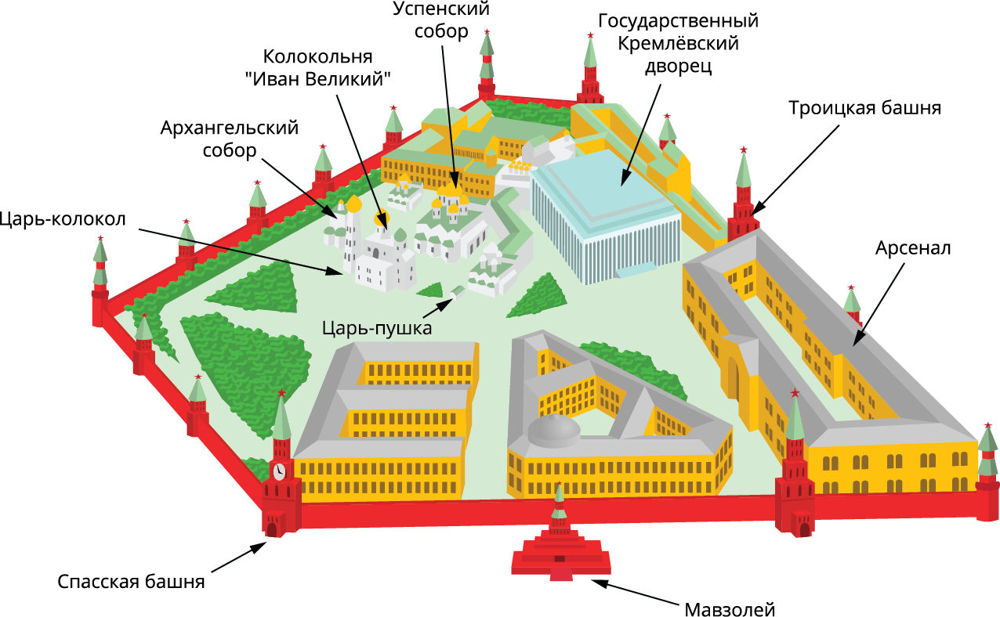 Успенский
собор
Государственный
Кремлёвский
дворец
Колокольня
"Иван Великий"
Троицкая башня
Архангельский
собор
Царь-колокол
Арсенал
Царь-пушка
Спасская башня
Мавзолей